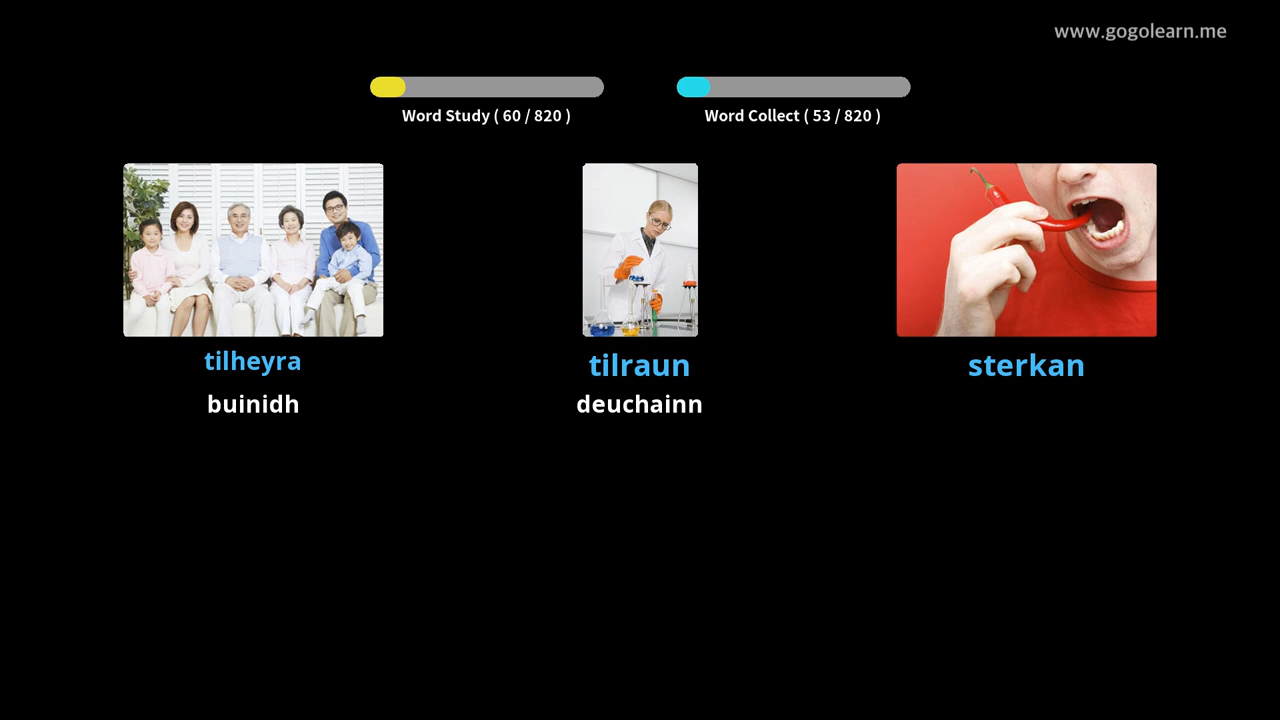 www.gogolearn.me
Word Study ( 60 / 820 )
Word Collect ( 53 / 820 )
tilheyra
buinidh
tilraun
deuchainn
sterkan